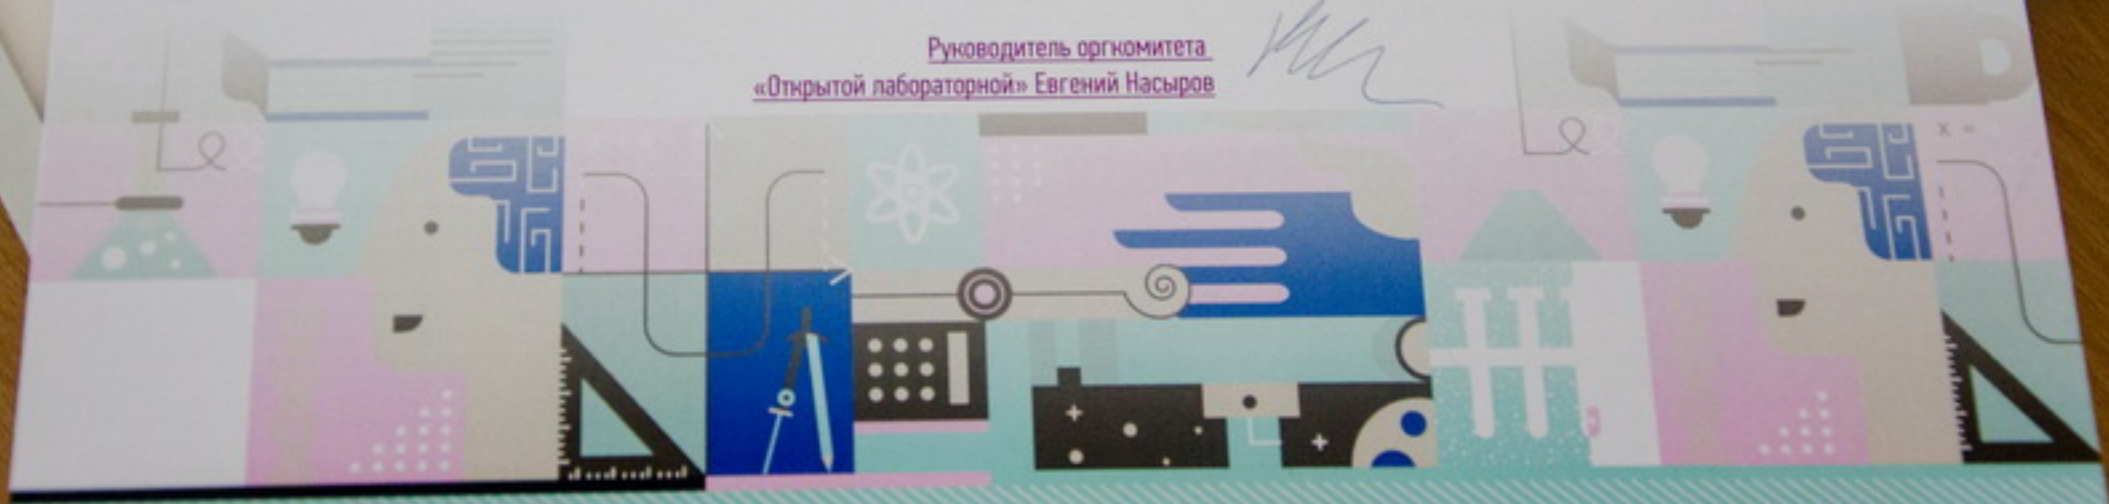 Руководитель оргкомитета
«Открытой лабораторной» Евгений Насыров
x =